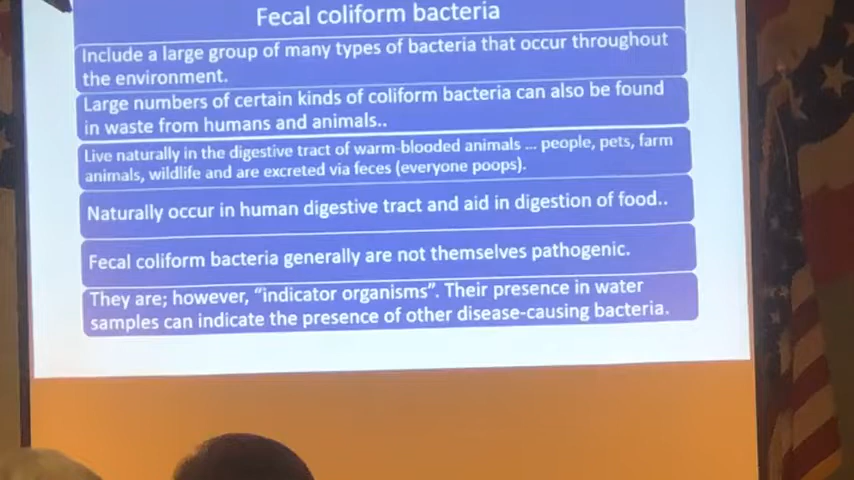 Fecal coliform bacteria
Include a large group of many types of bacteria that occur throughout
the environment.
Large numbers of certain kinds of coliform bacteria can also be found
in waste from humans and animals..
Live naturally in the digestive tract of warm-blooded animals ... people, pets, farm
animals, wildlife and are excreted via feces (everyone poops).
Naturally occur in human digestive tract and aid in digestion of food..
Fecal coliform bacteria generally are not themselves pathogenic.
They are; however, “indicator organisms”. Their presence in water
samples can indicate the presence of other disease-causing bacteria.